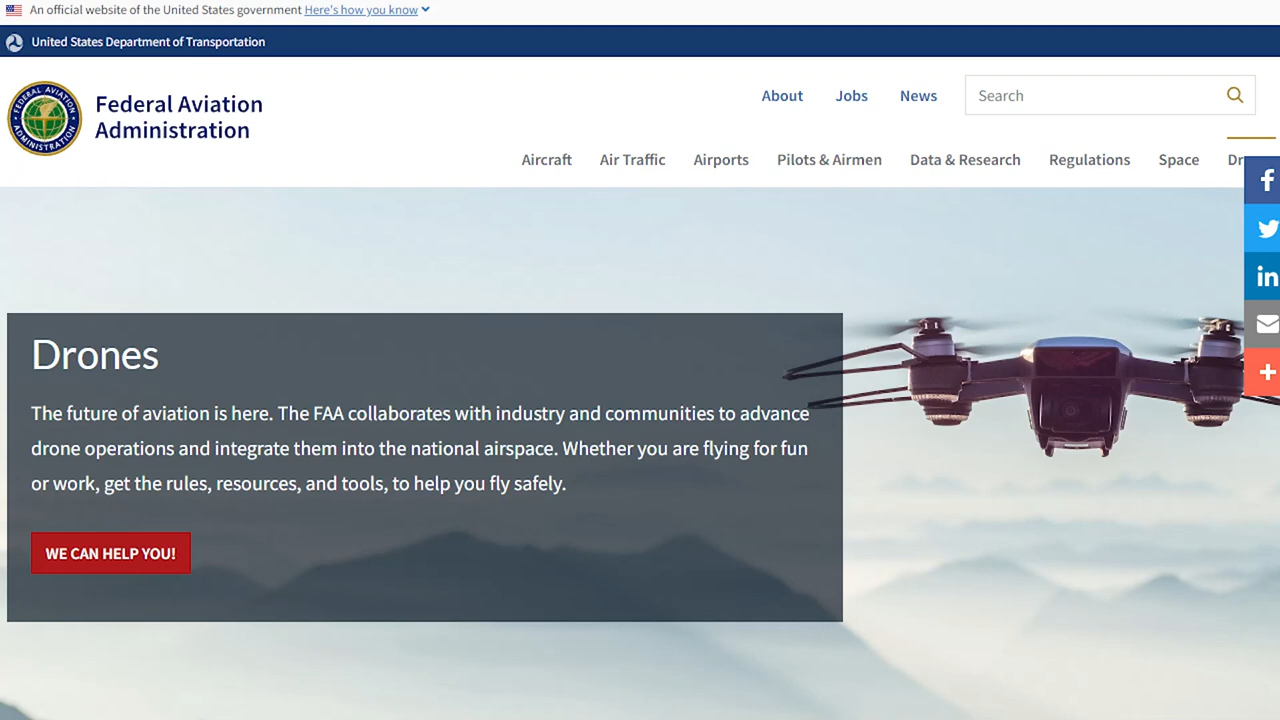 An official website of the United States government Here's how you know
United States Department of Transportation
FEDERAL AVIATION ADMINISTRATION
Federal Aviation
Administration
About Jobs News Search
Aircraft Air Traffic Airports Pilots & Airmen Data & Research Regulations Space
Drones
The future of aviation is here. The FAA collaborates with industry and communities to advance
drone operations and integrate them into the national airspace. Whether you are flying for fun
or work, get the rules, resources, and tools, to help you fly safely.
WE CAN HELP YOU!